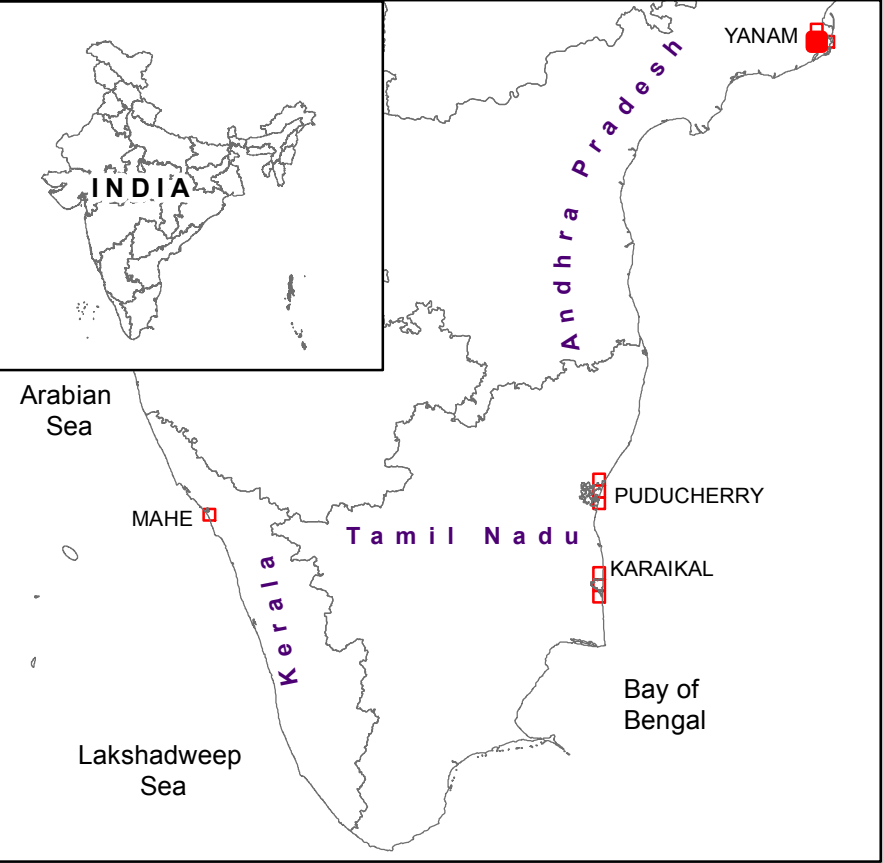 YANAM
Andhra Pradesh
INDIA
Arabian
Sea
PUDUCHERRY
MAHE
Tamil Nadu
KARAIKAL
Kerala
Bay of
Bengal
Lakshadweep
Sea